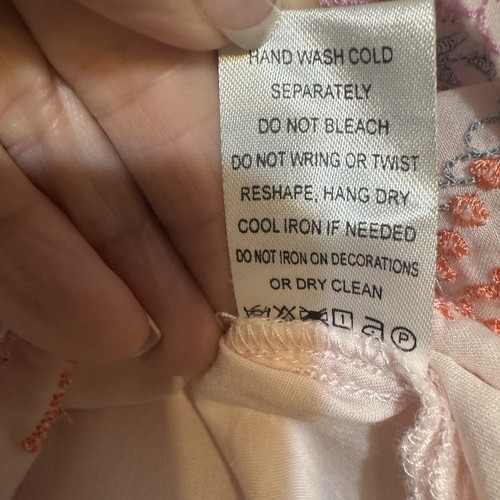 HAND WASH COLD
SEPARATELY
DO NOT BLEACH
DO NOT WRING OR TWIST
RESHAPE, HANG DRY
COOL IRON IF NEEDED
DO NOT IRON ON DECORATIONS
OR DRY CLEAN
P